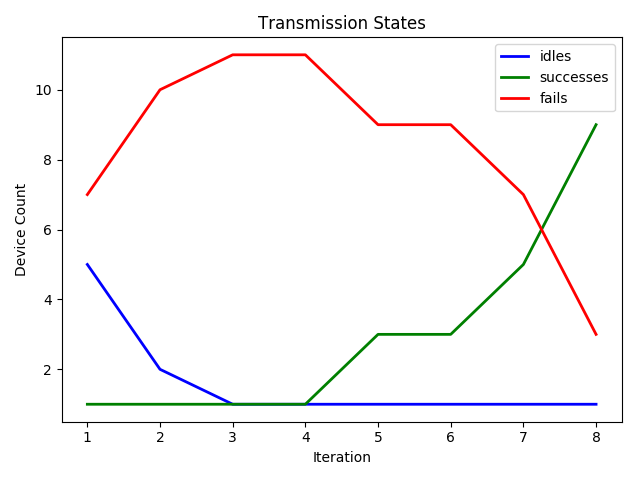 Transmission States
idles
successes
fails
Device Count
10
8
6
4
2
1 2 3 4 5 6 7 8
Iteration